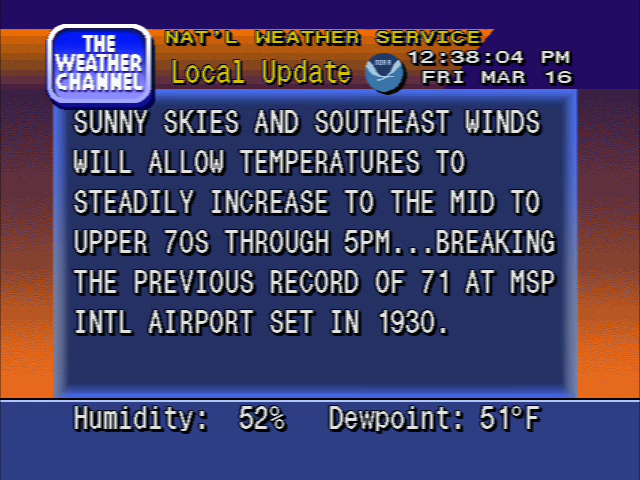 THE
WEATHER
CHANNEL
NAT'L WEATHER SERVICE
Local Update
NOAA
12:38:04 PM
FRI MAR 16
SUNNY SKIES AND SOUTHEAST WINDS
WILL ALLOW TEMPERATURES TO
STEADILY INCREASE TO THE MID TO
UPPER 70S THROUGH 5PM...BREAKING
THE PREVIOUS RECORD OF 71 AT MSP
INTL AIRPORT SET IN 1930.
Humidity: 52% Dewpoint: 51°F